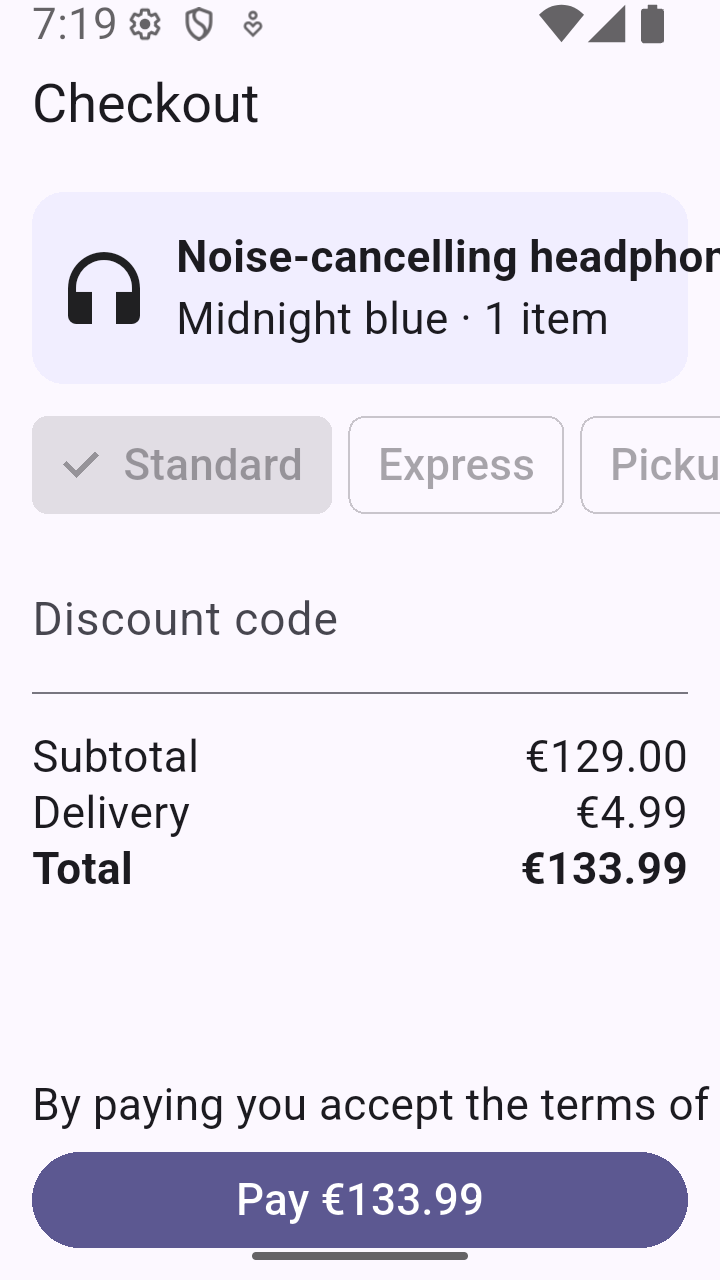 7:19
Checkout
Noise-cancelling headphon
Midnight blue · 1 item
Standard
Express
Picku
Discount code
Subtotal €129.00
Delivery €4.99
Total €133.99
By paying you accept the terms of
Pay €133.99